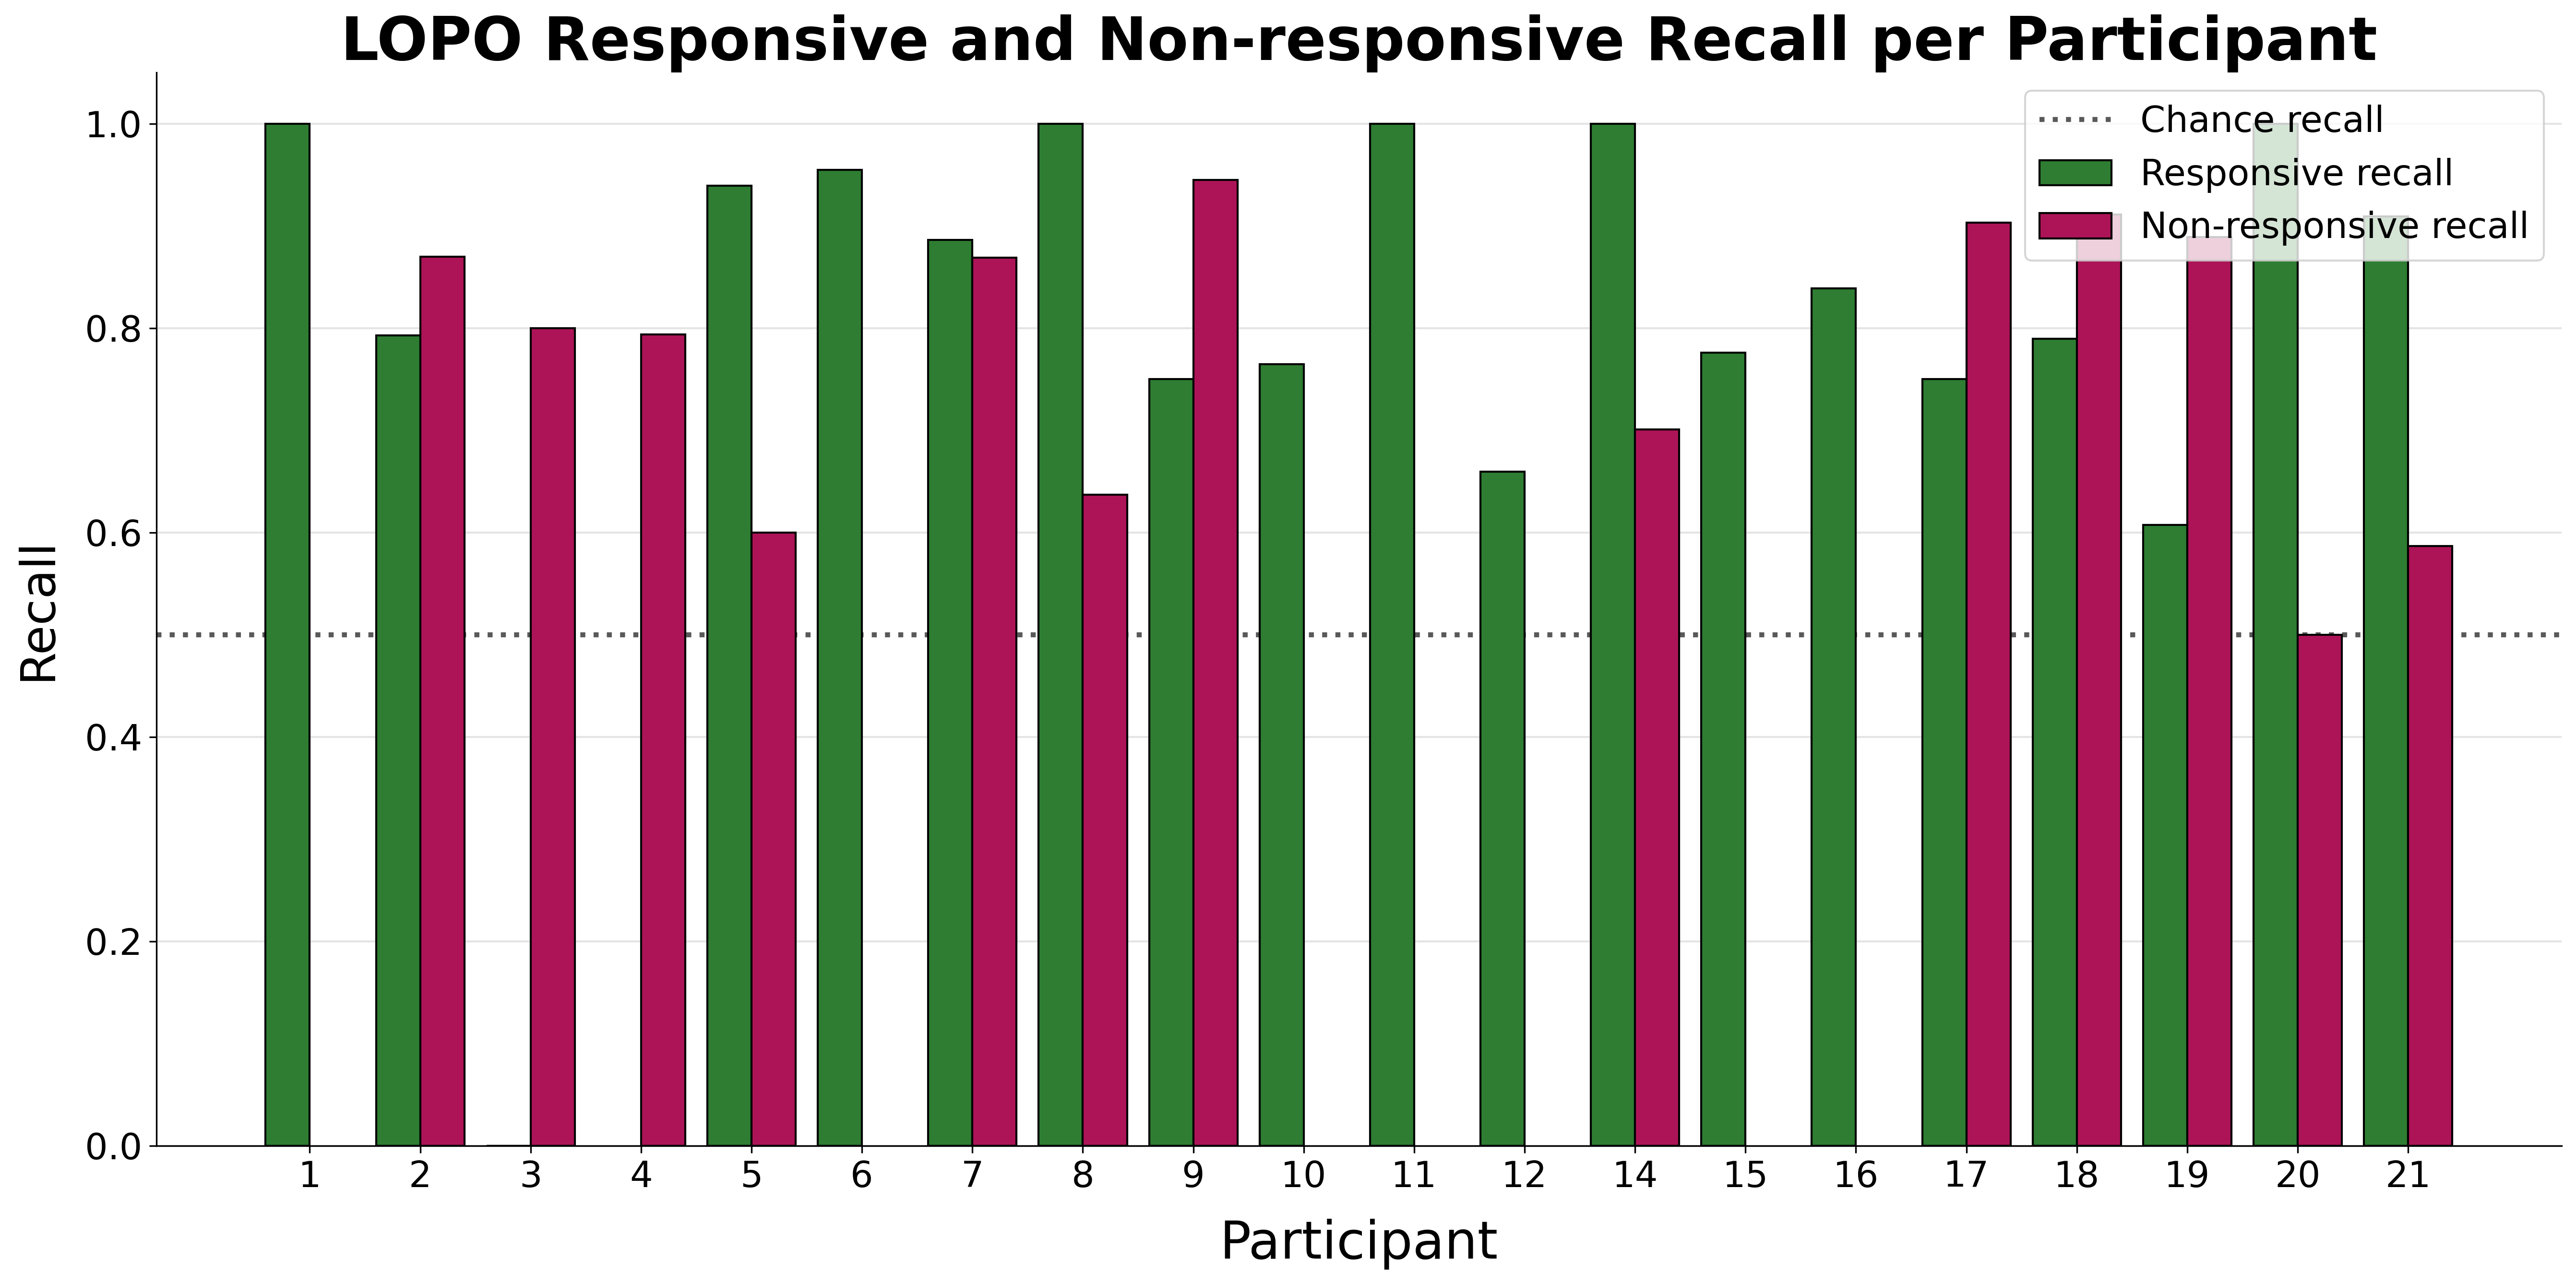 LOPO Responsive and Non-responsive Recall per Participant
Chance recall
Responsive recall
Non-responsive recall
Recall
1.0
0.8
0.6
0.4
0.2
0.0
1 2 3 4 5 6 7 8 9 10 11 12 14 15 16 17 18 19 20 21
Participant